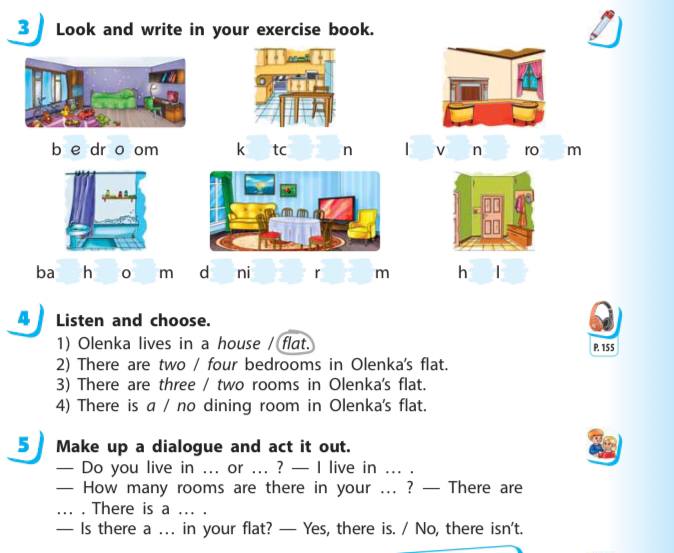 3 Look and write in your exercise book.
b e dr o om
k tc n
l v n ro m
ba h o m
d ni r m
h l
4 Listen and choose.
P. 155
1) Olenka lives in a house / flat.
2) There are two / four bedrooms in Olenka's flat.
3) There are three / two rooms in Olenka's flat.
4) There is a / no dining room in Olenka's flat.
5 Make up a dialogue and act it out.
— Do you live in ... or ... ? — I live in ... .
— How many rooms are there in your ... ? — There are
... . There is a ... .
— Is there a ... in your flat? — Yes, there is. / No, there isn't.